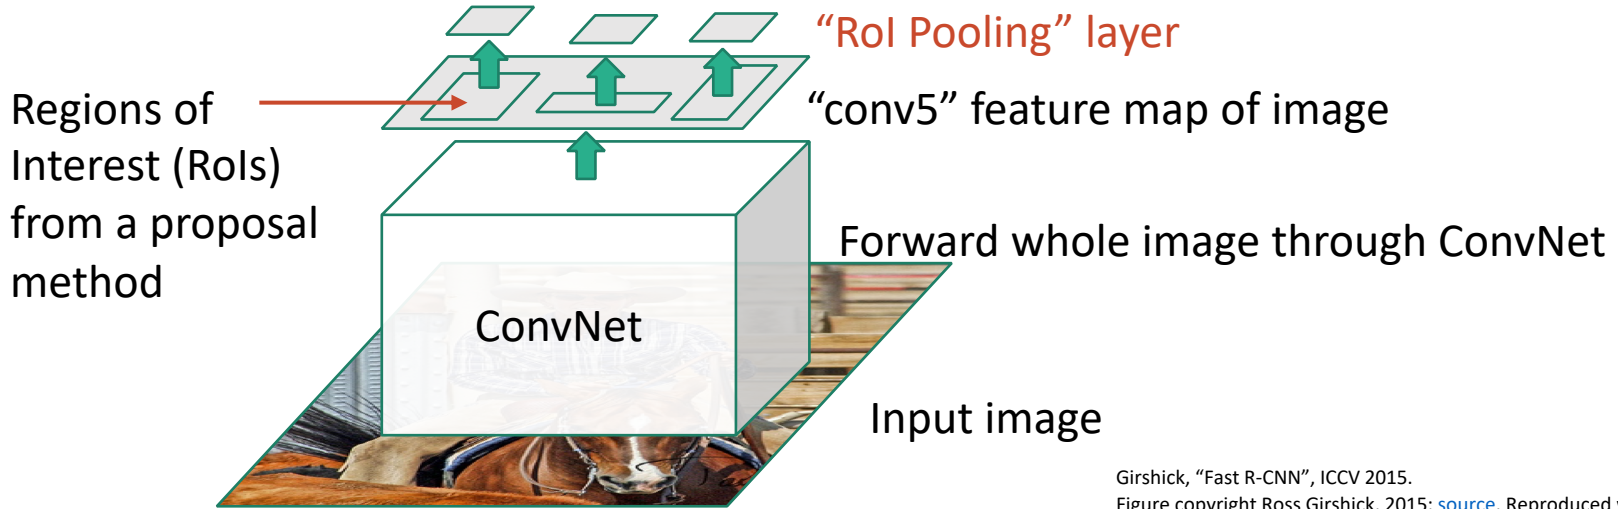 “RoI Pooling” layer
“conv5” feature map of image
Regions of
Interest (RoIs)
from a proposal
method
Forward whole image through ConvNet
ConvNet
Input image
Girshick, “Fast R-CNN”, ICCV 2015.
Figure copyright Ross Girshick, 2015; source. Reproduced